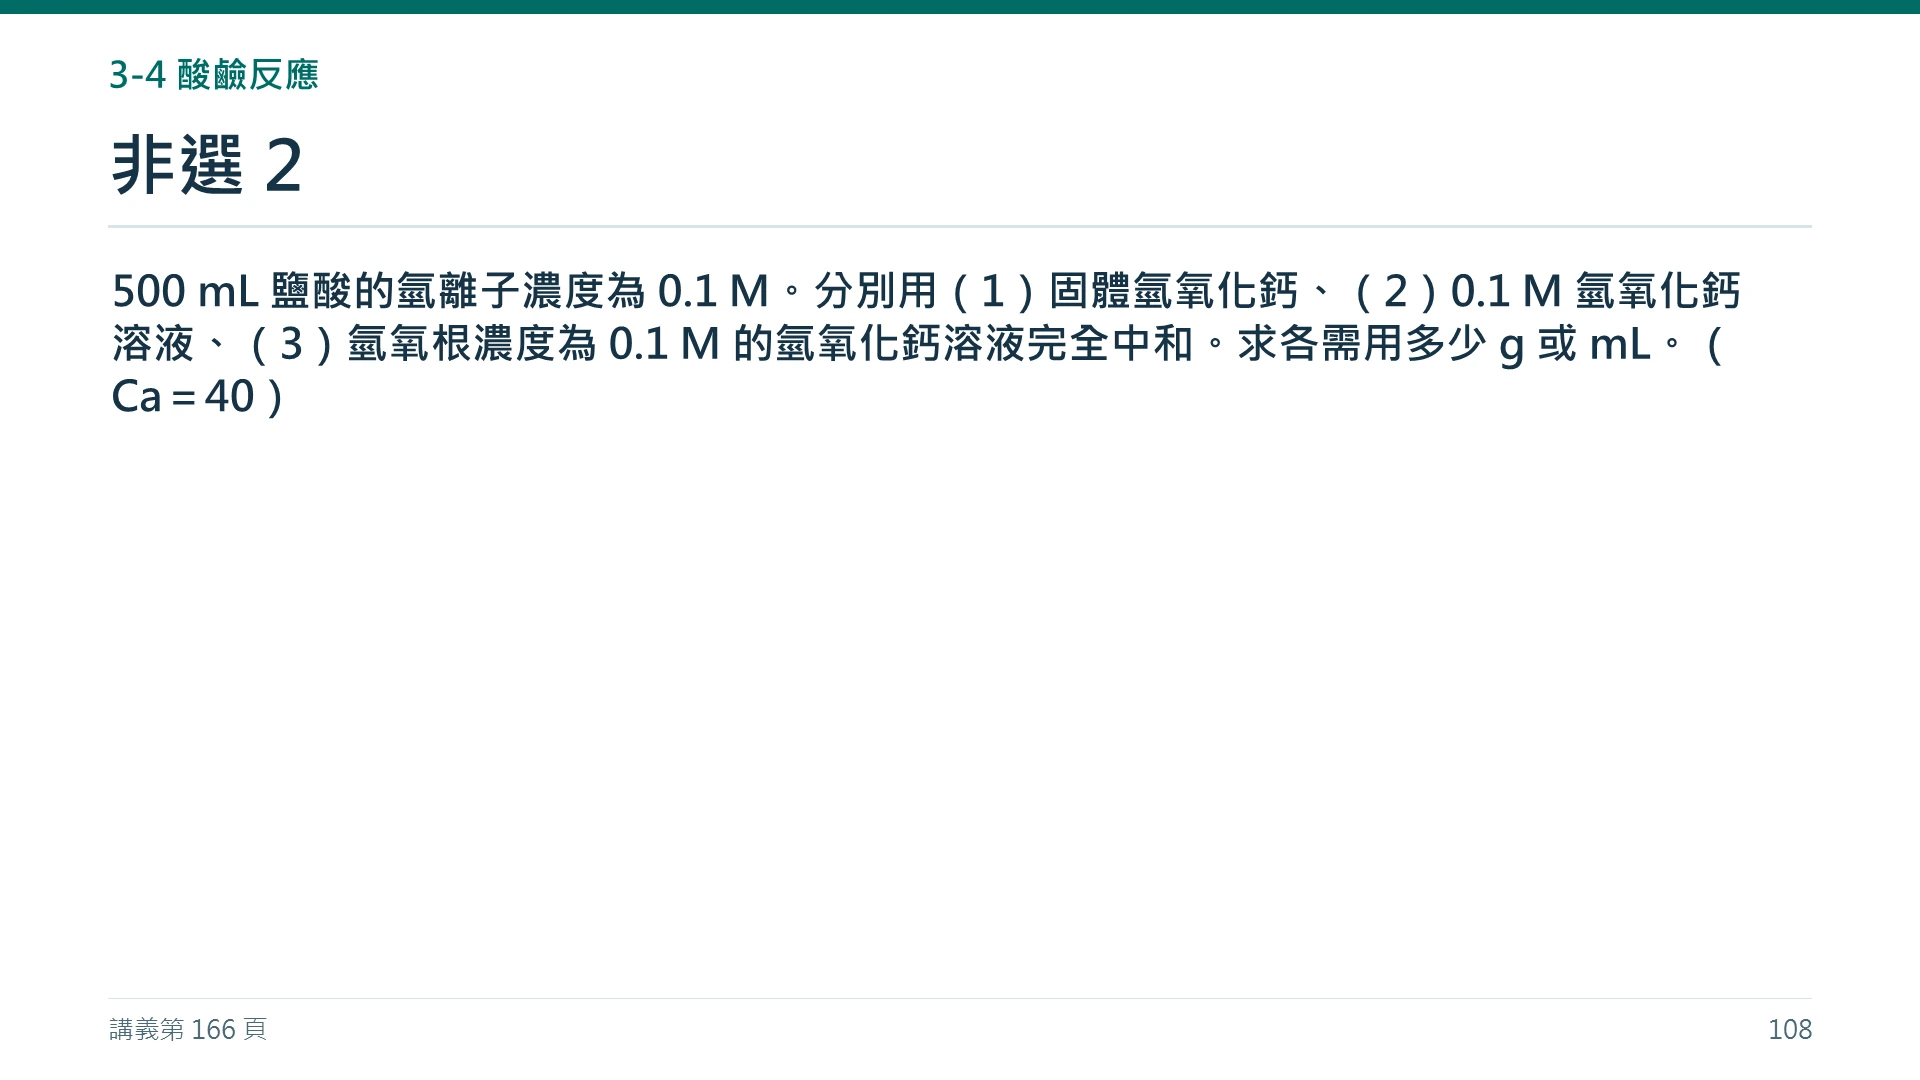 3-4 酸鹼反應
非選 2
500 mL 鹽酸的氫離子濃度為 0.1 M。分別用（1）固體氫氧化鈣、（2）0.1 M 氫氧化鈣
溶液、（3）氫氧根濃度為 0.1 M 的氫氧化鈣溶液完全中和。求各需用多少 g 或 mL。（
Ca＝40）
講義第 166 頁
108